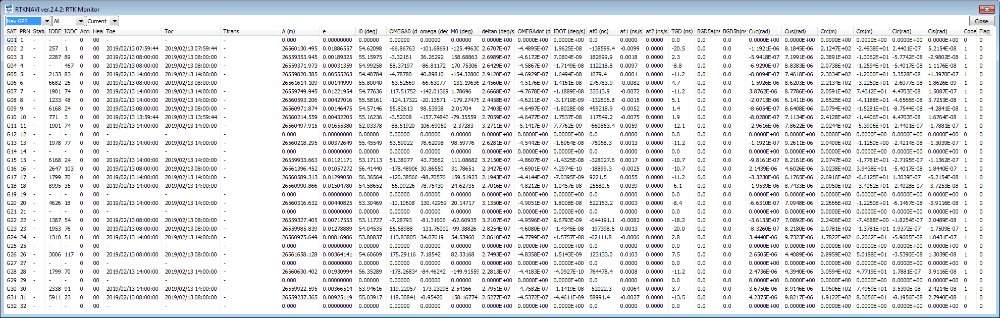 RTKNAVI ver.2.4.2: RTK Monitor
Nav GPS All Current Close
SAT PRN Statu IODE IODC Accu Hea Toe Toc Ttrans A (m) e i0 (deg) OMEGA0 (d omega (deg M0 (deg) deltan (deg/s OMEGAdot (d IDOT (deg/s) af0 (ns) af1 (ns/s af2 (ns/s TGD (ns) BGD5a(ns BGD5b(ns Cuc(rad) Cus(rad) Crc(m) Crs(m) Cic(rad) Cis(rad) Code Flag
G01 1 - - - 0 00 - - - 0.000 0.00000000 0.00000 0.00000 0.00000 0.00000 0.0000E+00 0.0000E+00 0.0000E+00 0.0 0.0000 0.0000 0.0 0.0 0.0 0.0000E+00 0.0000E+00 0.0000E+00 0.0000E+00 0.0000E+00 0.0000E+00 0 0
G02 2 - 257 1 0 00 2019/02/13 07:59:44 2019/02/13 07:59:44 - 26560130.495 0.01886557 54.62098 -66.86763 -101.68691 -125.49630 2.6707E-07 -4.4895E-07 1.9625E-08 -138599.4 -0.0099 0.0000 -20.5 0.0 0.0 -1.1921E-06 8.1845E-06 2.1247E+02 -2.4938E+01 2.4401E-07 5.2154E-08 1 0
G03 3 - 2287 89 0 00 2019/02/13 08:00:00 2019/02/13 08:00:00 - 26559353.945 0.00189325 55.15975 -3.32161 36.26292 158.68863 2.6989E-07 -4.6172E-07 7.0804E-09 182699.9 0.0018 0.0000 2.3 0.0 0.0 -5.9418E-07 7.1991E-06 2.3891E+02 -1.0062E+01 -5.5742E-08 -2.9802E-08 1 0
G04 4 - - 467 0 00 2019/02/13 08:00:00 2019/02/13 08:00:00 - 26559371.973 0.00031359 54.99258 58.37197 -86.81172 170.75306 2.6429E-07 -4.5867E-07 -1.7149E-08 112218.8 0.0097 0.0000 -8.8 0.0 0.0 -6.9290E-07 8.8383E-06 2.0738E+02 -1.2594E+01 -5.4017E-08 1.1176E-08 1 0
G05 5 - 2133 83 0 00 2019/02/13 14:00:00 2019/02/13 14:00:00 - 26559820.385 0.00555263 54.40784 -4.78780 40.89810 -154.32800 2.9120E-07 -4.6929E-07 1.6494E-08 1079.4 0.0001 0.0000 -11.2 0.0 0.0 -8.0094E-07 7.4618E-06 2.3034E+02 -1.2000E+01 3.3528E-08 -1.3970E-07 1 0
G06 6 - 6682 26 0 00 2019/02/13 14:00:00 2019/02/13 14:00:00 - 26561614.109 0.00144999 55.80040 -63.52669 -66.63077 -131.19636 2.4560E-07 -4.5176E-07 1.4161E-08 276783.9 -0.0082 0.0000 4.7 0.0 0.0 -1.5926E-06 8.6203E-06 2.2134E+02 -3.2250E+01 -2.6077E-08 1.8626E-09 1 0
G07 7 - 1901 74 0 00 2019/02/13 14:00:00 2019/02/13 14:00:00 - 26559749.945 0.01221954 54.77636 117.51752 -142.01369 1.78696 2.6668E-07 -4.7678E-07 -1.1889E-08 33313.9 -0.0072 0.0000 -11.2 0.0 0.0 3.8762E-06 8.7786E-06 2.0591E+02 7.4312E+01 4.4703E-08 1.5087E-07 1 0
G08 8 - 1233 48 0 00 2019/02/13 14:00:00 2019/02/13 14:00:00 - 26560593.206 0.00427016 55.58161 -124.17322 -20.13571 -179.27475 2.4458E-07 -4.6211E-07 -3.1719E-09 -132606.8 -0.0015 0.0000 5.1 0.0 0.0 -2.0713E-06 6.1411E-06 2.6525E+02 -4.1188E+01 -4.6566E-08 3.7253E-08 1 0
G09 9 - 6168 24 0 00 2019/02/13 14:00:00 2019/02/13 14:00:00 - 26560971.874 0.00146475 54.57146 55.82613 98.53938 2.01704 2.7403E-07 -4.6497E-07 -1.8028E-08 459218.9 -0.0052 0.0000 1.4 0.0 0.0 -8.6054E-07 8.6408E-06 2.0794E+02 -1.5281E+01 -8.7544E-08 -4.2841E-08 1 0
G10 10 - 771 3 0 00 2019/02/13 13:59:44 2019/02/13 13:59:44 - 26560214.559 0.00432205 55.16236 -3.52008 -157.74843 -79.35559 2.7059E-07 -4.6477E-07 1.7537E-08 117549.2 -0.0075 0.0000 1.9 0.0 0.0 -8.0280E-07 7.1134E-06 2.4128E+02 -1.4406E+01 4.4703E-08 1.6764E-08 1 0
G11 11 - 1901 74 0 00 2019/02/13 14:00:00 2019/02/13 14:00:00 - 26560497.915 0.01655380 52.03378 -88.51920 106.69050 -2.37283 3.2711E-07 -5.1417E-07 7.7762E-09 -660853.4 0.0059 0.0000 -12.1 0.0 0.0 -2.9616E-06 7.8622E-06 2.0244E+02 -5.3906E+01 -2.4401E-07 -1.7881E-07 1 0
G12 12 - - - 0 00 - - - 0.000 0.00000000 0.00000 0.00000 0.00000 0.00000 0.0000E+00 0.0000E+00 0.0000E+00 0.0 0.0000 0.0000 0.0 0.0 0.0 0.0000E+00 0.0000E+00 0.0000E+00 0.0000E+00 0.0000E+00 0.0000E+00 0 0
G13 13 - 1978 77 0 00 2019/02/13 14:00:00 2019/02/13 14:00:00 - 26560218.295 0.00372649 55.45549 63.59022 78.62098 98.59776 2.6281E-07 -4.5442E-07 -1.6964E-08 -75068.3 0.0013 0.0000 -11.2 0.0 0.0 -1.1921E-07 9.2611E-06 2.0400E+02 -1.1250E+00 -2.4214E-08 -1.3039E-07 1 0
G14 14 - - - 0 00 - - - 0.000 0.00000000 0.00000 0.00000 0.00000 0.00000 0.0000E+00 0.0000E+00 0.0000E+00 0.0 0.0000 0.0000 0.0 0.0 0.0 0.0000E+00 0.0000E+00 0.0000E+00 0.0000E+00 0.0000E+00 0.0000E+00 0 0
G15 15 - 6168 24 0 00 2019/02/13 14:00:00 2019/02/13 14:00:00 - 26559933.663 0.01121171 53.17113 51.38077 43.73662 111.08682 3.2150E-07 -4.8607E-07 -1.4325E-08 -328027.6 0.0017 0.0000 -10.7 0.0 0.0 -9.8161E-07 8.2161E-06 2.0747E+02 -1.7781E+01 -2.7195E-07 -1.1362E-07 1 0
G16 16 - 2647 103 0 00 2019/02/13 08:00:00 2019/02/13 08:00:00 - 26561396.452 0.01057272 56.41440 -178.48906 30.86550 31.78651 2.3427E-07 -4.6901E-07 4.2974E-10 -18899.3 -0.0025 0.0000 -10.7 0.0 0.0 2.1439E-06 4.6026E-06 3.0238E+02 3.9438E+01 -5.4017E-08 1.8440E-07 1 0
G17 17 - 1799 70 0 00 2019/02/13 14:00:00 2019/02/13 14:00:00 - 26560589.313 0.01299050 56.36564 -120.38566 -98.70576 159.51923 2.1943E-07 -4.4144E-07 -7.0395E-09 9221.5 0.0055 0.0000 -11.2 0.0 0.0 -3.3230E-06 6.1765E-06 2.6916E+02 -6.6125E+01 1.3039E-07 -5.2154E-08 1 0
G18 18 - 8995 35 0 00 2019/02/13 14:00:00 2019/02/13 14:00:00 - 26560990.866 0.01504780 54.58652 -66.09226 78.75439 24.62735 2.7016E-07 -4.8212E-07 1.0457E-08 25580.6 0.0039 0.0000 -6.1 0.0 0.0 -1.9539E-06 8.7433E-06 2.0950E+02 -3.4062E+01 -2.4028E-07 -3.7253E-08 1 0
G19 19 - - - 0 00 - - - 0.000 0.00000000 0.00000 0.00000 0.00000 0.00000 0.0000E+00 0.0000E+00 0.0000E+00 0.0 0.0000 0.0000 0.0 0.0 0.0 0.0000E+00 0.0000E+00 0.0000E+00 0.0000E+00 0.0000E+00 0.0000E+00 0 0
G20 20 - 4626 18 0 00 2019/02/13 14:00:00 2019/02/13 14:00:00 - 26560316.632 0.00440825 53.30469 -10.10608 130.42969 20.14717 3.1350E-07 -4.9051E-07 1.8008E-08 522163.2 0.0003 0.0000 -8.4 0.0 0.0 -6.6310E-07 7.0948E-06 2.2666E+02 -1.2250E+01 -6.1467E-08 -3.9116E-08 1 0
G21 21 - - - 0 00 - - - 0.000 0.00000000 0.00000 0.00000 0.00000 0.00000 0.0000E+00 0.0000E+00 0.0000E+00 0.0 0.0000 0.0000 0.0 0.0 0.0 0.0000E+00 0.0000E+00 0.0000E+00 0.0000E+00 0.0000E+00 0.0000E+00 0 0
G22 22 - 1387 54 0 00 2019/02/13 08:00:00 2019/02/13 08:00:00 - 26559327.405 0.00717553 53.11727 -7.28793 -81.31606 -62.60935 3.2107E-07 -4.9596E-07 9.6793E-09 -644191.1 -0.0082 0.0000 -18.2 0.0 0.0 -3.6135E-07 7.0892E-06 2.2406E+02 -7.4688E+00 -1.8254E-07 2.0489E-08 1 0
G23 23 - 1953 76 0 00 2019/02/13 14:00:00 2019/02/13 14:00:00 - 26559985.839 0.01278889 54.04535 55.58988 -131.76002 -99.38826 2.8254E-07 -4.6080E-07 -1.4345E-08 -197398.5 0.0013 0.0000 -20.0 0.0 0.0 -8.3260E-07 8.2180E-06 2.0781E+02 -1.3781E+01 1.9372E-07 -1.7509E-07 1 0
G24 24 - 1310 51 0 00 2019/02/13 14:00:00 2019/02/13 14:00:00 - 26560975.649 0.00816986 53.80837 113.83805 34.07619 54.53960 2.8610E-07 -4.7799E-07 -1.5757E-08 -62111.8 -0.0006 0.0000 2.8 0.0 0.0 3.4440E-06 9.7323E-06 1.7822E+02 6.2062E+01 -5.9605E-08 1.0431E-07 1 0
G25 25 - - - 0 00 - - - 0.000 0.00000000 0.00000 0.00000 0.00000 0.00000 0.0000E+00 0.0000E+00 0.0000E+00 0.0 0.0000 0.0000 0.0 0.0 0.0 0.0000E+00 0.0000E+00 0.0000E+00 0.0000E+00 0.0000E+00 0.0000E+00 0 0
G26 26 - 3006 117 0 00 2019/02/13 08:00:00 2019/02/13 08:00:00 - 26561658.128 0.00364141 54.60609 175.29116 7.18542 82.33168 2.7493E-07 -4.8358E-07 1.5143E-09 123133.0 0.0103 0.0000 7.5 0.0 0.0 2.6505E-06 4.4089E-06 2.8959E+02 5.0188E+01 -3.5390E-08 1.3039E-08 1 0
G27 27 - - - 0 00 - - - 0.000 0.00000000 0.00000 0.00000 0.00000 0.00000 0.0000E+00 0.0000E+00 0.0000E+00 0.0 0.0000 0.0000 0.0 0.0 0.0 0.0000E+00 0.0000E+00 0.0000E+00 0.0000E+00 0.0000E+00 0.0000E+00 0 0
G28 28 - 1799 70 0 00 2019/02/13 14:00:00 2019/02/13 14:00:00 - 26560630.402 0.01930994 56.35289 -178.26834 -84.46242 -149.91559 2.2813E-07 -4.4183E-07 -4.0927E-10 764478.4 0.0008 0.0000 -11.2 0.0 0.0 2.4736E-06 4.3940E-06 3.0594E+02 4.7719E+01 1.7881E-07 3.9116E-08 1 0
G29 29 - - - 0 00 - - - 0.000 0.00000000 0.00000 0.00000 0.00000 0.00000 0.0000E+00 0.0000E+00 0.0000E+00 0.0 0.0000 0.0000 0.0 0.0 0.0 0.0000E+00 0.0000E+00 0.0000E+00 0.0000E+00 0.0000E+00 0.0000E+00 0 0
G30 30 - 2338 91 0 00 2019/02/13 14:00:00 2019/02/13 14:00:00 - 26559922.595 0.00366514 53.94616 119.22057 -173.23298 2.54166 2.7951E-07 -4.7582E-07 -1.1419E-08 -52022.3 -0.0064 0.0000 3.7 0.0 0.0 3.6750E-06 8.9146E-06 1.9506E+02 7.4969E+01 3.5390E-08 2.4214E-08 1 0
G31 31 - 5911 23 0 00 2019/02/13 08:00:00 2019/02/13 08:00:00 - 26559237.365 0.00925119 55.03917 118.30841 -0.95420 158.16774 2.5277E-07 -4.5372E-07 -4.4611E-09 58991.4 -0.0027 0.0000 -13.5 0.0 0.0 4.2375E-06 9.8217E-06 1.9122E+02 8.3656E+01 -8.1956E-08 2.7940E-08 1 0
G32 32 - - - 0 00 - - - 0.000 0.00000000 0.00000 0.00000 0.00000 0.00000 0.0000E+00 0.0000E+00 0.0000E+00 0.0 0.0000 0.0000 0.0 0.0 0.0 0.0000E+00 0.0000E+00 0.0000E+00 0.0000E+00 0.0000E+00 0.0000E+00 0 0